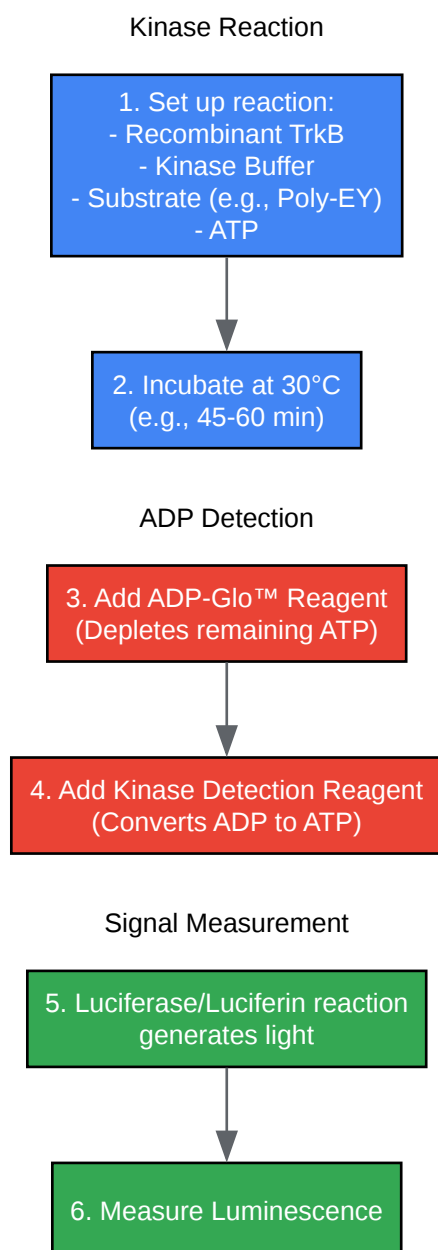 Kinase Reaction
1. Set up reaction:
- Recombinant TrkB
- Kinase Buffer
- Substrate (e.g., Poly-EY)
- ATP
2. Incubate at 30°C
(e.g., 45-60 min)
ADP Detection
3. Add ADP-Glo™ Reagent
(Depletes remaining ATP)
4. Add Kinase Detection Reagent
(Converts ADP to ATP)
Signal Measurement
5. Luciferase/Luciferin reaction
generates light
6. Measure Luminescence